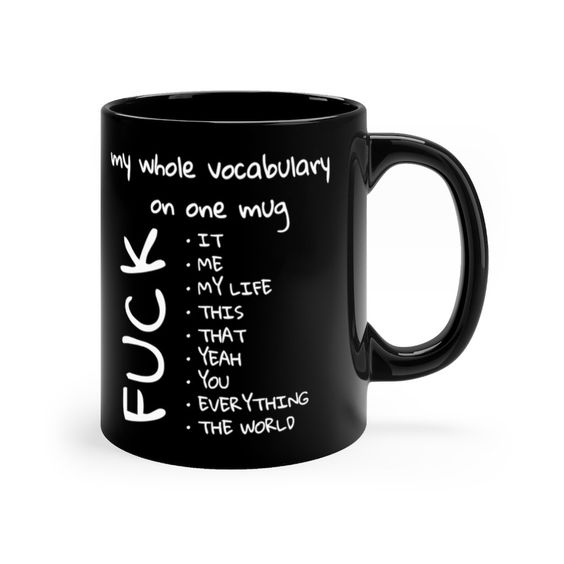 my whole vocabulary
on one mug
FUCK
· IT
· ME
· MY LIFE
· THIS
· THAT
· YEAH
· YOU
· EVERYTHING
· THE WORLD